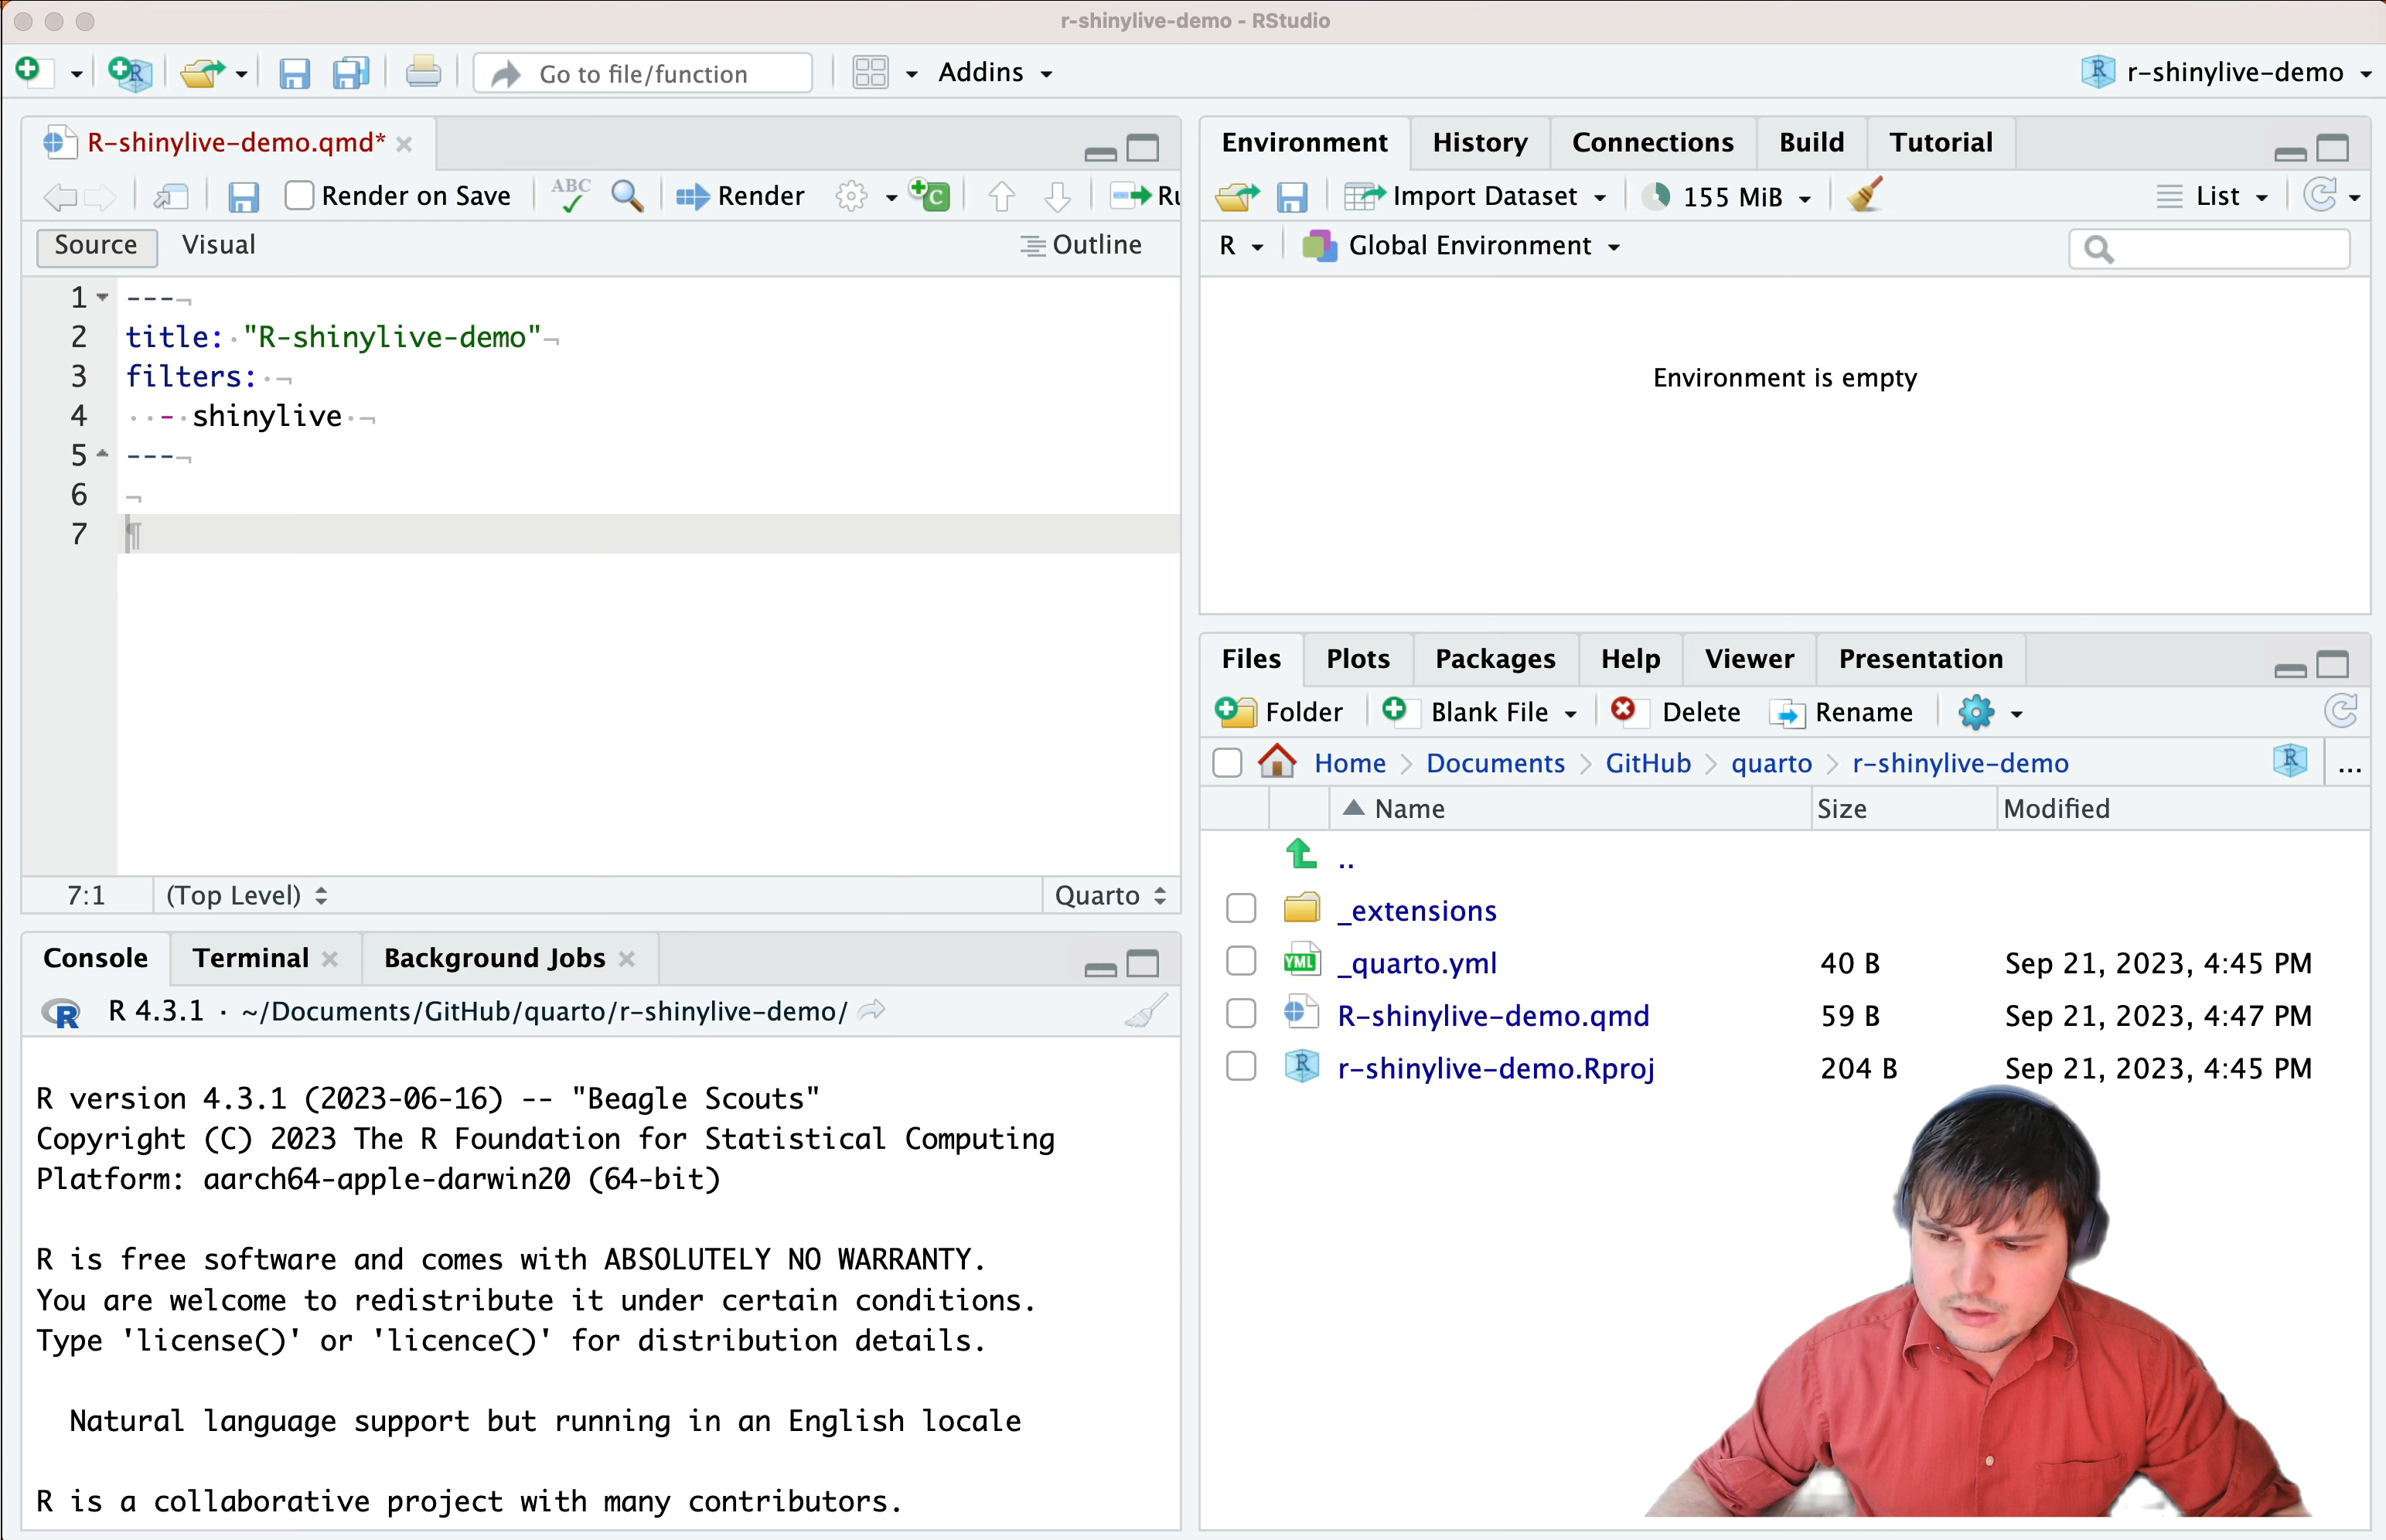 r-shinylive-demo - RStudio
Go to file/function
Addins
r-shinylive-demo
R-shinylive-demo.qmd*
Render on Save
ABC
Render
Source
Visual
Outline
1 ---
2 title: "R-shinylive-demo"
3 filters:
4 - shinylive
5 ---
6
7
7:1
(Top Level)
Quarto
Console
Terminal
Background Jobs
R 4.3.1 · ~/Documents/GitHub/quarto/r-shinylive-demo/
R version 4.3.1 (2023-06-16) -- "Beagle Scouts"
Copyright (C) 2023 The R Foundation for Statistical Computing
Platform: aarch64-apple-darwin20 (64-bit)
R is free software and comes with ABSOLUTELY NO WARRANTY.
You are welcome to redistribute it under certain conditions.
Type 'license()' or 'licence()' for distribution details.
Natural language support but running in an English locale
R is a collaborative project with many contributors.
Environment
History
Connections
Build
Tutorial
Import Dataset
155 MiB
List
R
Global Environment
Environment is empty
Files
Plots
Packages
Help
Viewer
Presentation
Folder
Blank File
Delete
Rename
Home > Documents > GitHub > quarto > r-shinylive-demo
...
Name Size Modified
..
_extensions
YML _quarto.yml 40 B Sep 21, 2023, 4:45 PM
R-shinylive-demo.qmd 59 B Sep 21, 2023, 4:47 PM
r-shinylive-demo.Rproj 204 B Sep 21, 2023, 4:45 PM